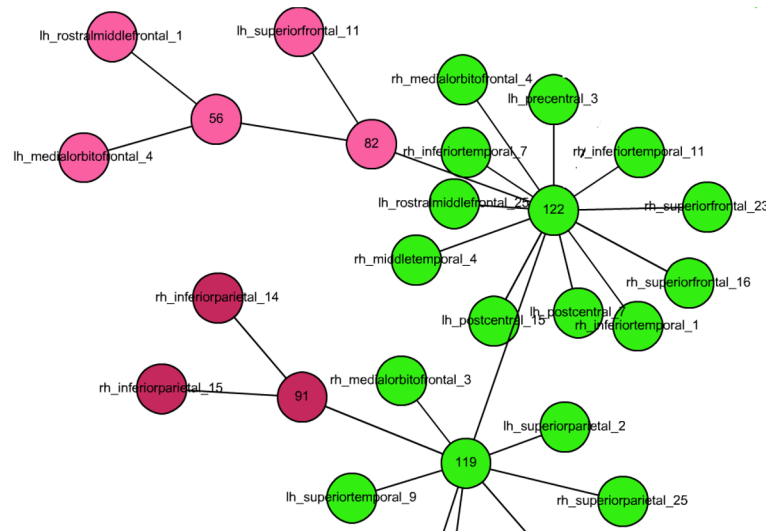 lh_rostralmiddlefrontal_1
lh_superiorfrontal_11
rh_medialorbitofrontal_4
lh_precentral_3
56
82
lh_medialorbitofrontal_4
rh_inferiortemporal_7
rh_inferiortemporal_11
lh_rostralmiddlefrontal_25
122
rh_superiorfrontal_23
rh_middletemporal_4
rh_superiorfrontal_16
rh_inferiorparietal_14
lh_postcentral_15
lh_postcentral_7
rh_inferiortemporal_1
rh_medialorbitofrontal_3
rh_inferiorparietal_15
91
lh_superiorparietal_2
119
lh_superiortemporal_9
rh_superiorparietal_25